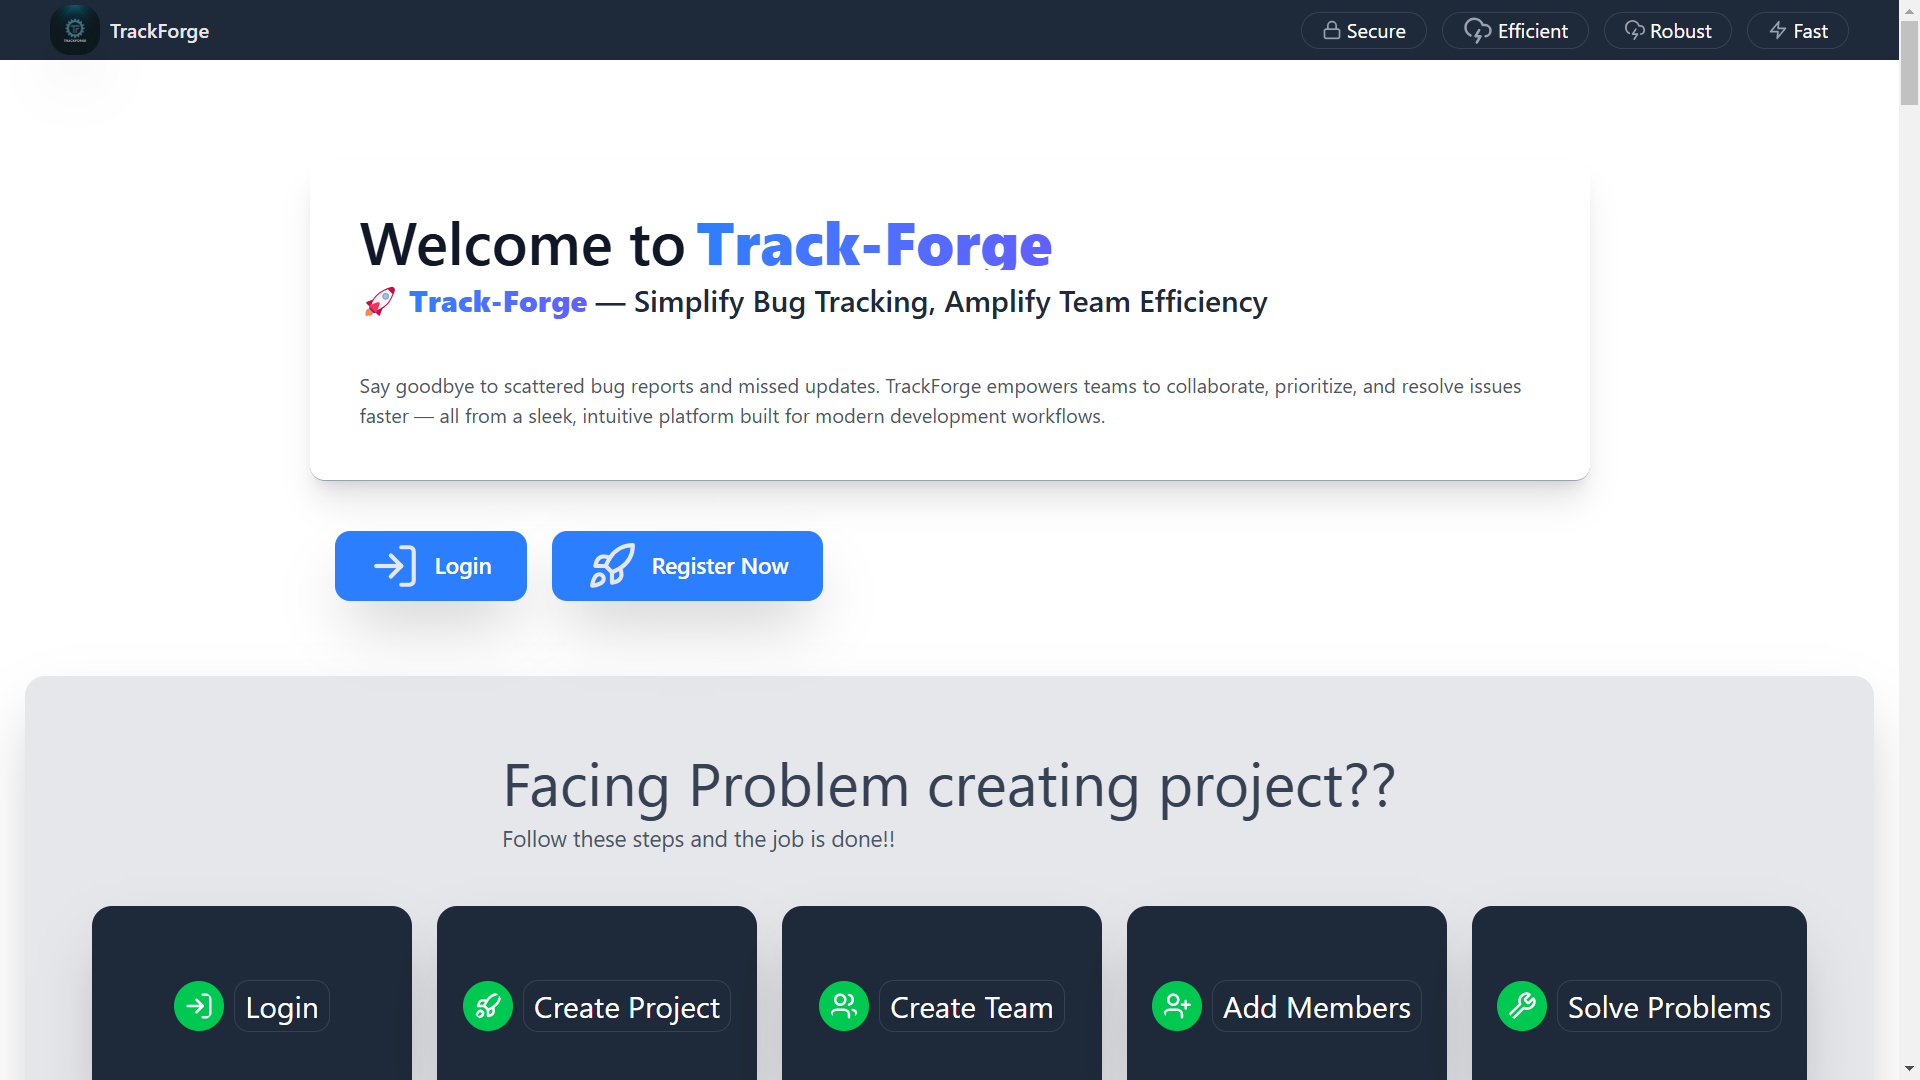 TrackForge
Secure
Efficient
Robust
Fast
Welcome to Track-Forge
🚀 Track-Forge — Simplify Bug Tracking, Amplify Team Efficiency
Say goodbye to scattered bug reports and missed updates. TrackForge empowers teams to collaborate, prioritize, and resolve issues
faster — all from a sleek, intuitive platform built for modern development workflows.
Login
Register Now
Facing Problem creating project??
Follow these steps and the job is done!!
Login
Create Project
Create Team
Add Members
Solve Problems